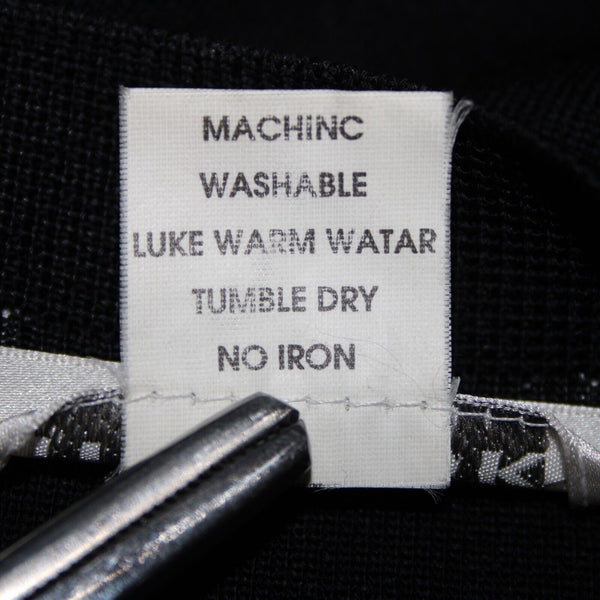 MACHINC
WASHABLE
LUKE WARM WATAR
TUMBLE DRY
NO IRON